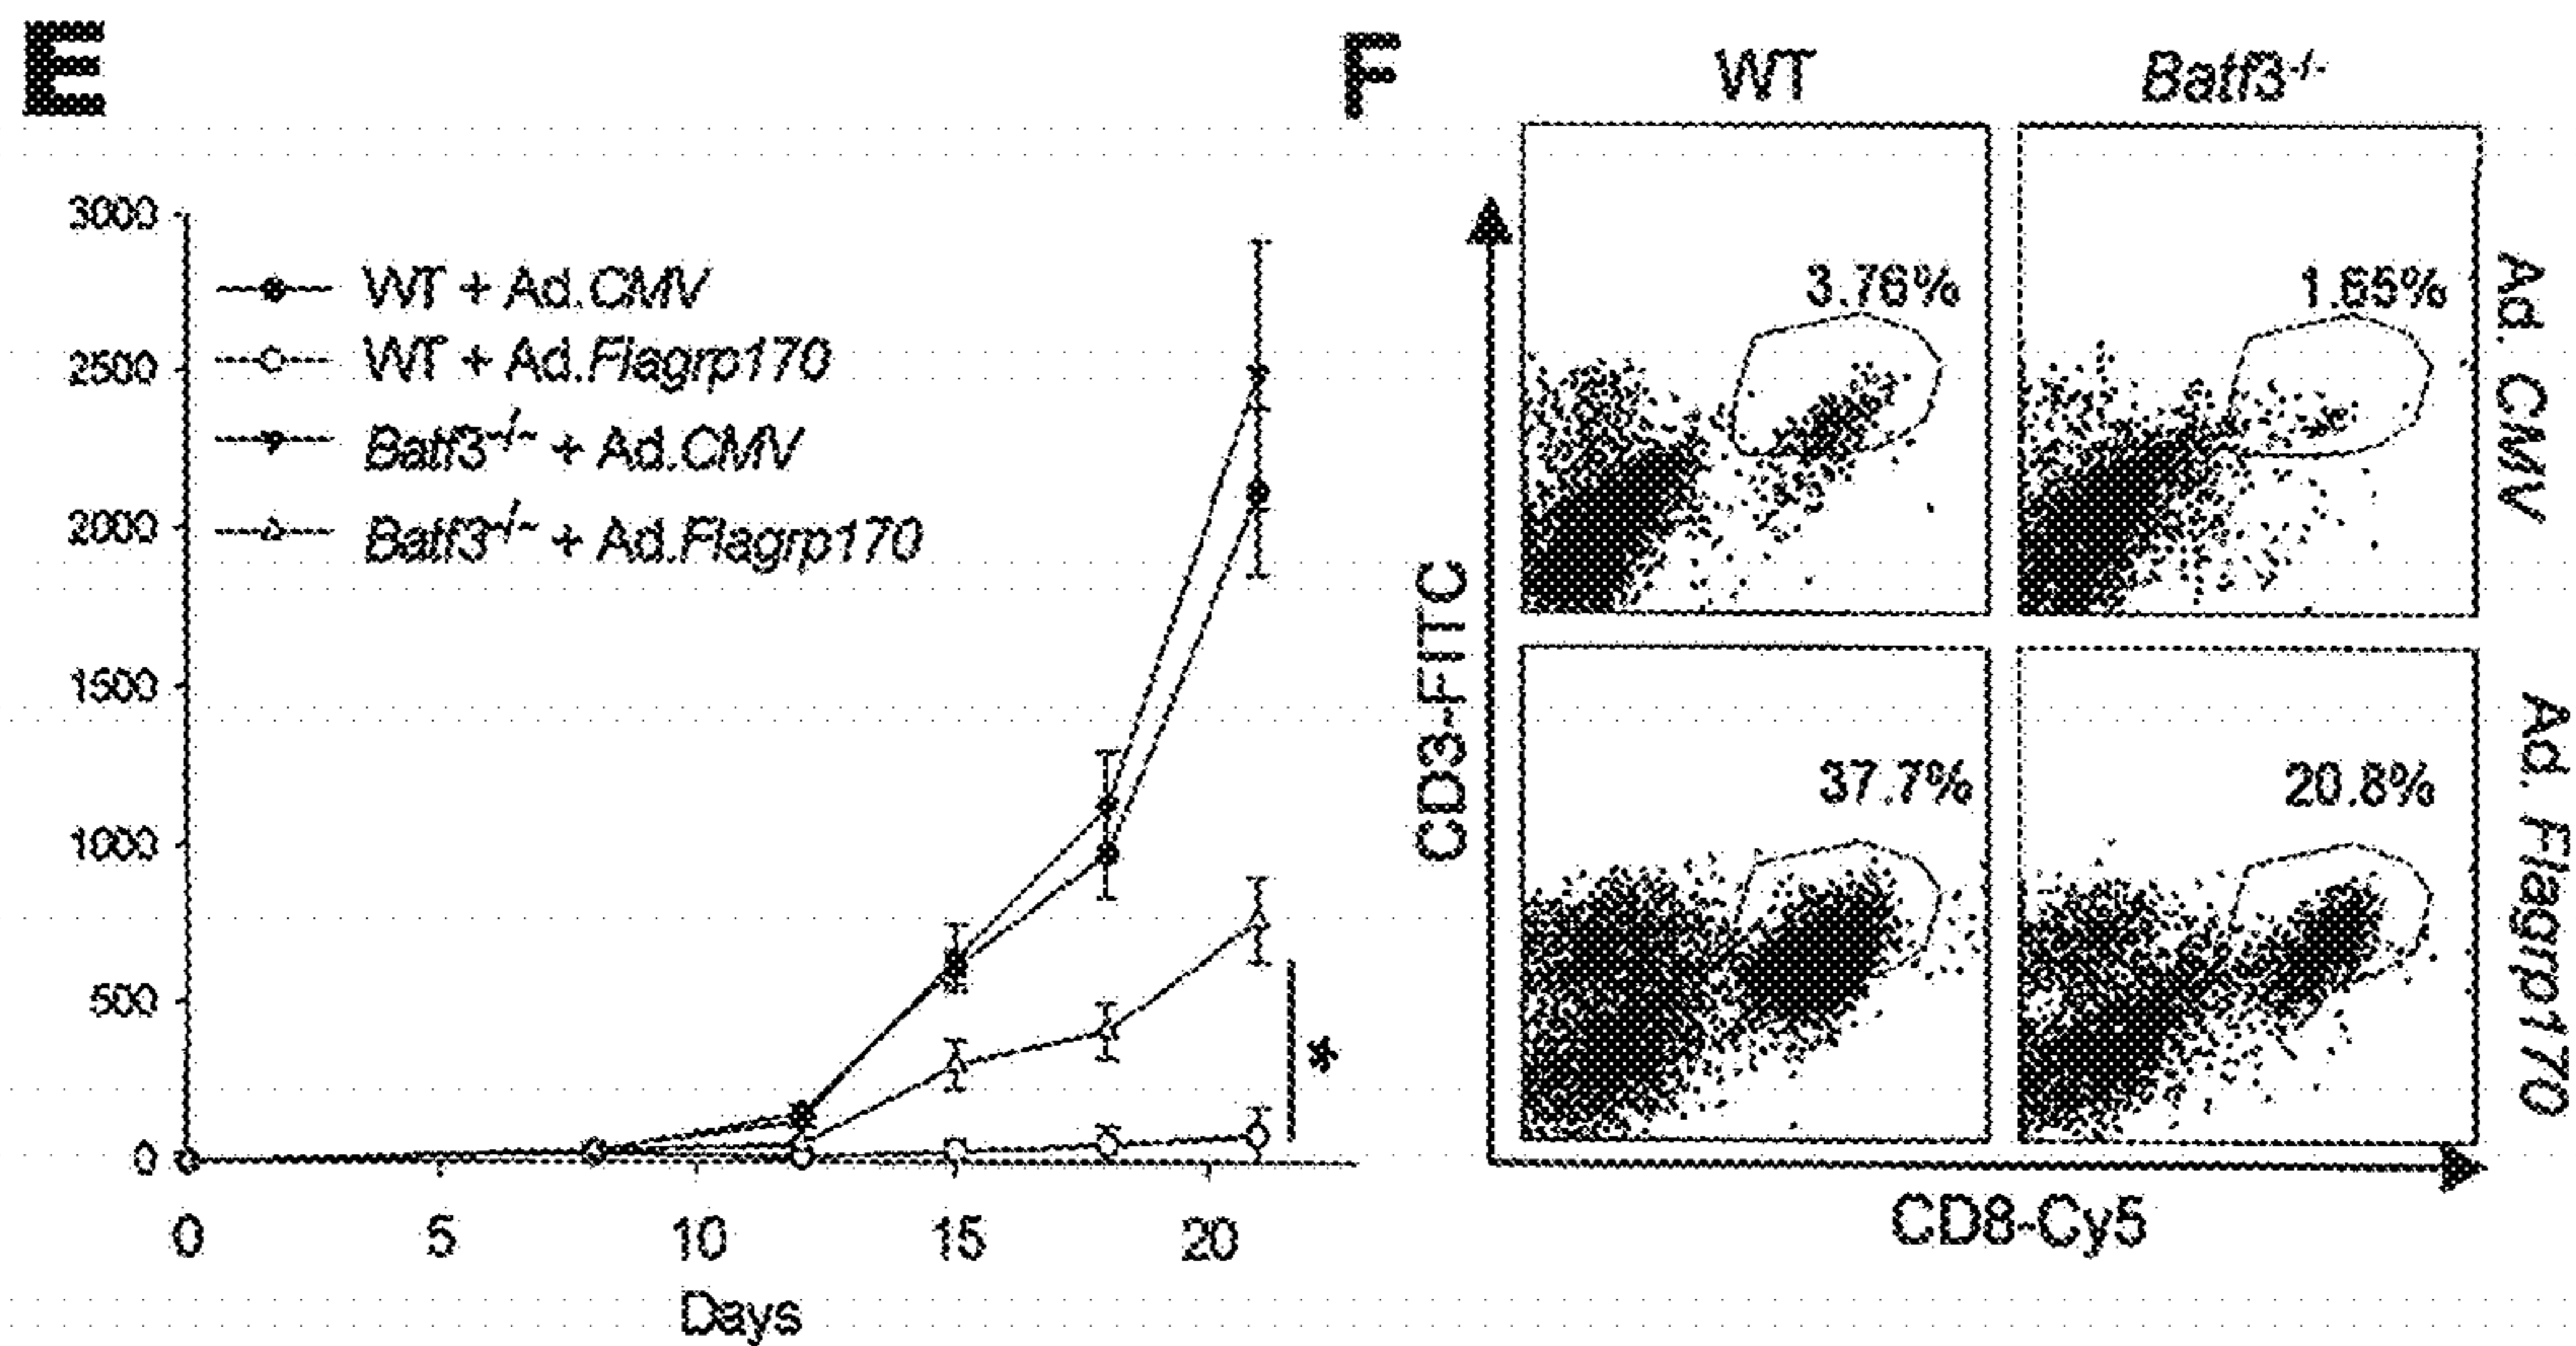 E
3000
2500
2000
1500
1000
500
0
WT + Ad.CMV
WT + Ad.Flagrp170
Batf3-/- + Ad.CMV
Batf3-/- + Ad.Flagrp170
*
0 5 10 15 20
Days
F
WT Batf3-/-
3.76% 1.65%
Ad. CMV
37.7% 20.8%
Ad. Flagrp170
CD3-FITC
CD8-Cy5